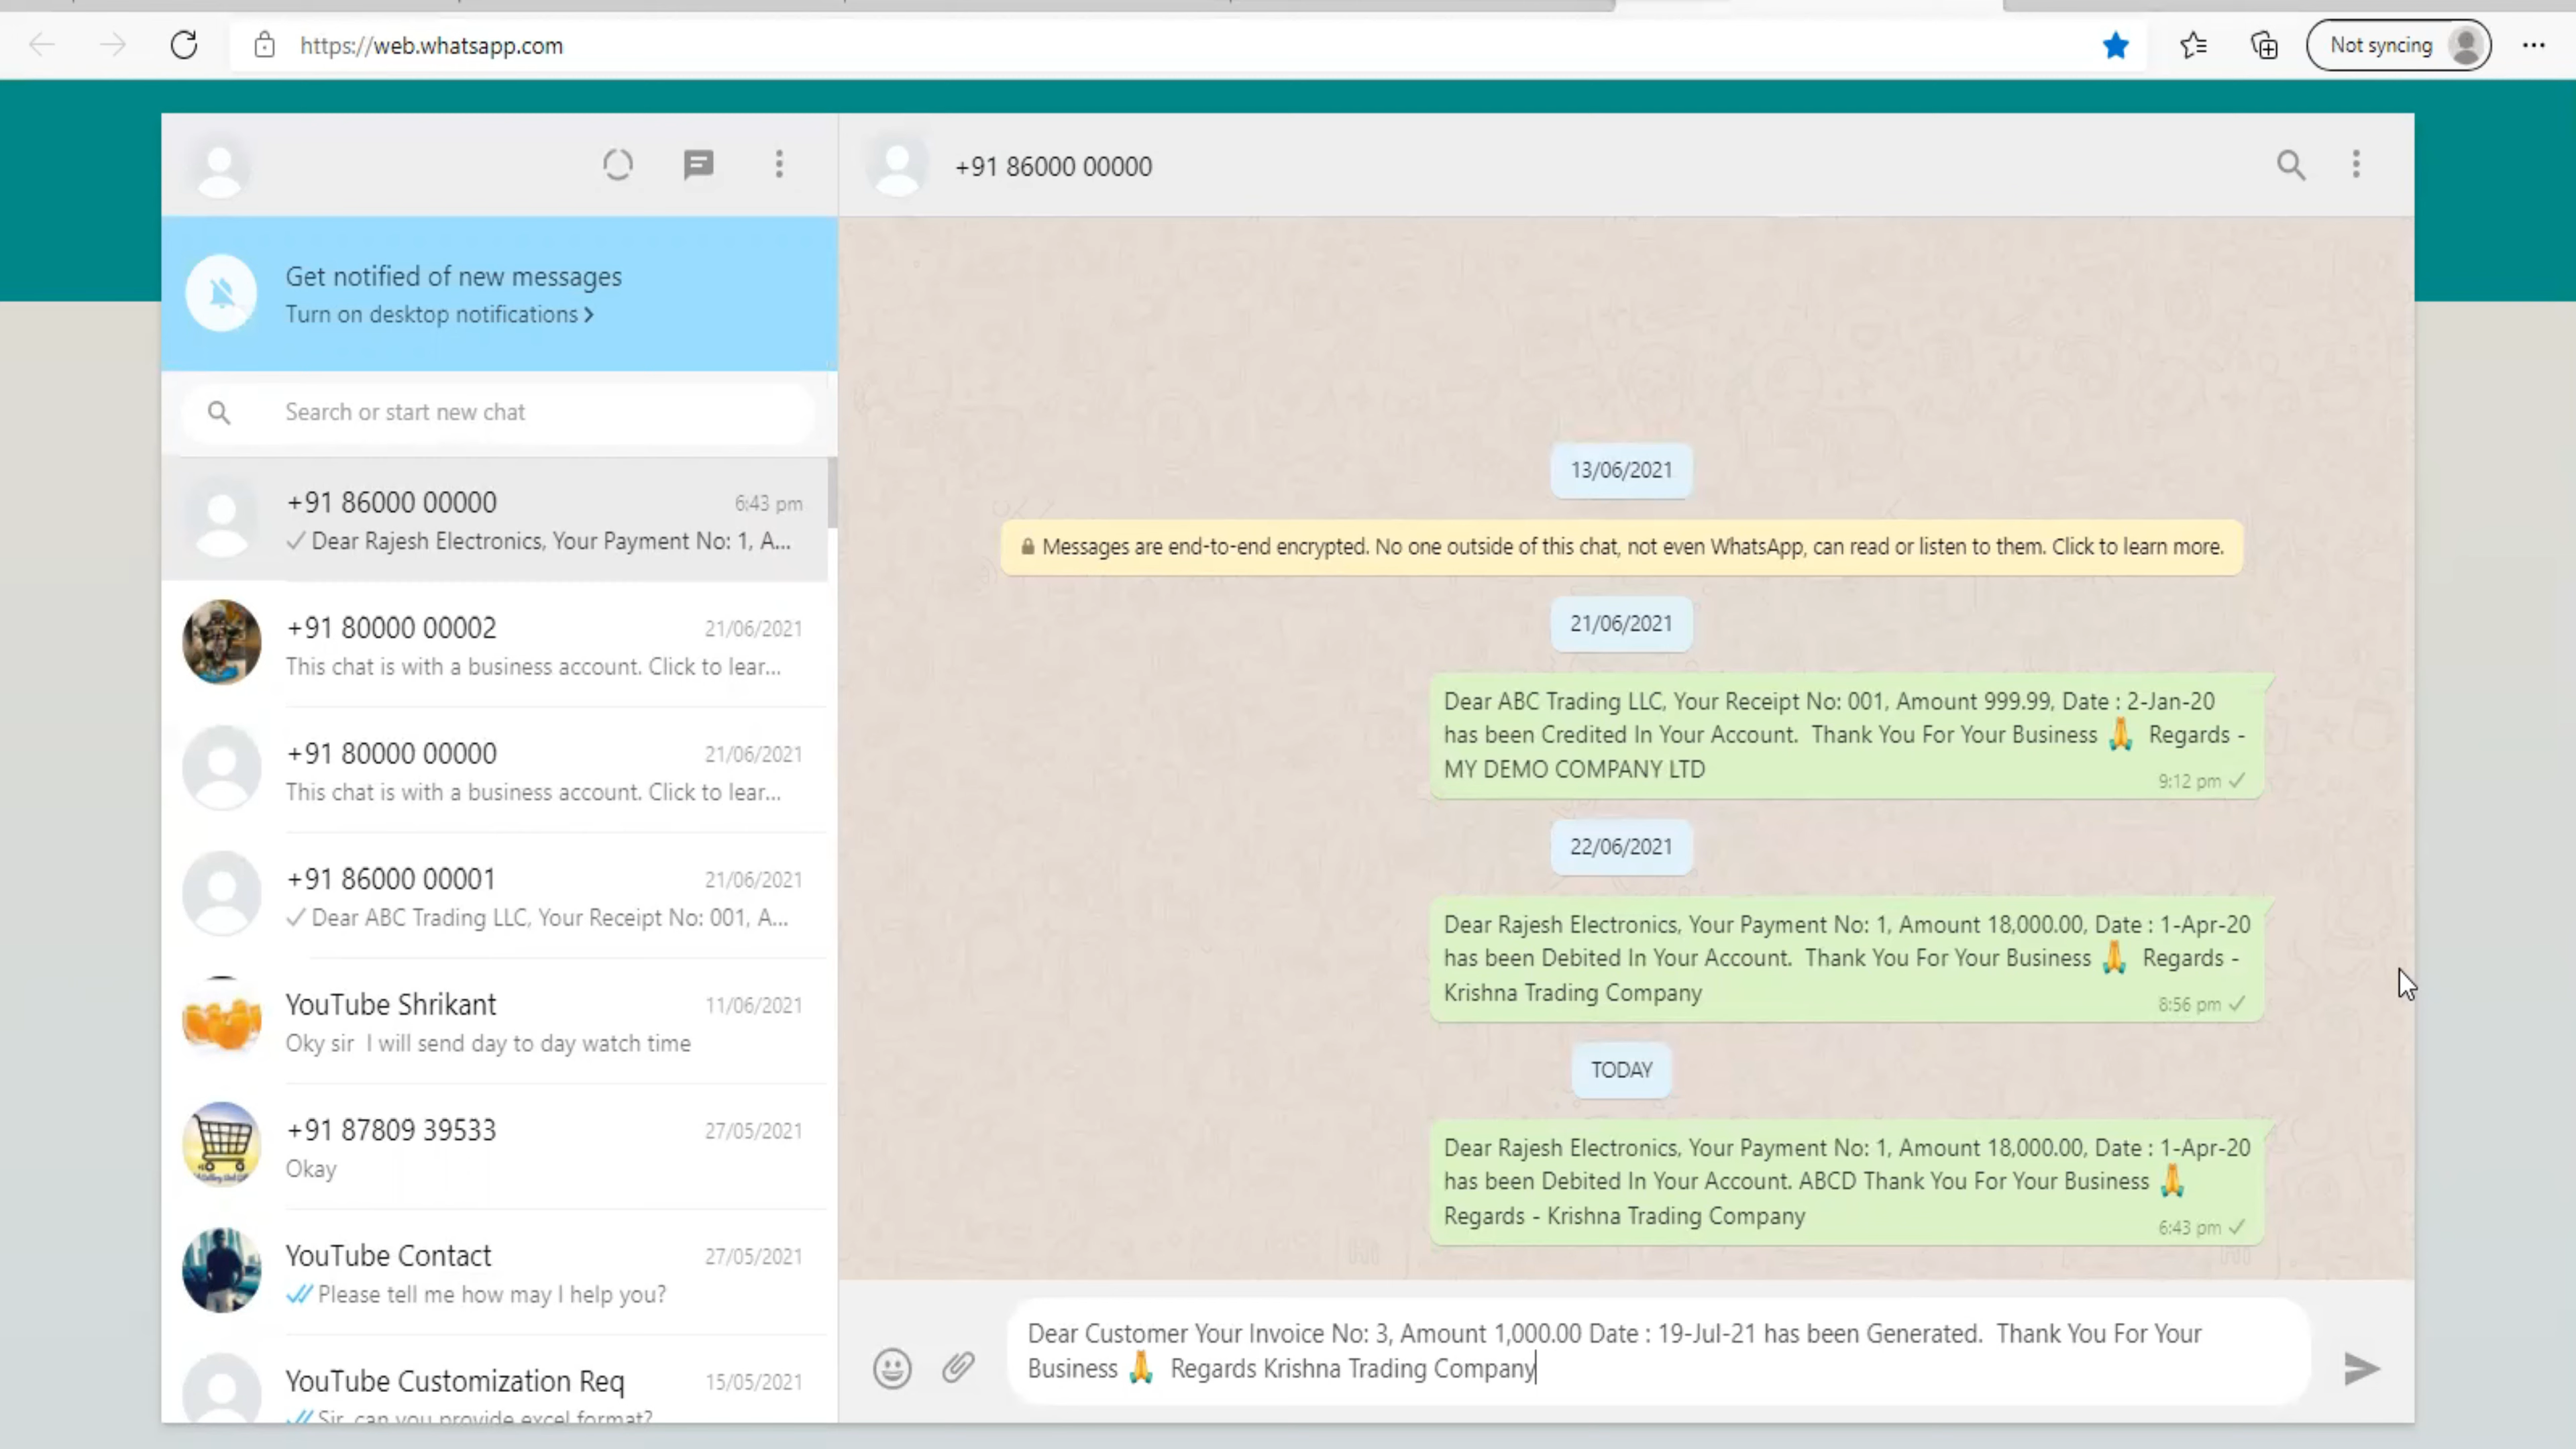 https://web.whatsapp.com
Not syncing
+91 86000 00000
Get notified of new messages
Turn on desktop notifications >
Search or start new chat
+91 86000 00000
6:43 pm
Dear Rajesh Electronics, Your Payment No: 1, A...
+91 80000 00002
21/06/2021
This chat is with a business account. Click to lear...
+91 80000 00000
21/06/2021
This chat is with a business account. Click to lear...
+91 86000 00001
21/06/2021
Dear ABC Trading LLC, Your Receipt No: 001, A...
YouTube Shrikant
11/06/2021
Oky sir I will send day to day watch time
+91 87809 39533
27/05/2021
Okay
YouTube Contact
27/05/2021
Please tell me how may I help you?
YouTube Customization Req
15/05/2021
Sir, can you provide excel format?
13/06/2021
Messages are end-to-end encrypted. No one outside of this chat, not even WhatsApp, can read or listen to them. Click to learn more.
21/06/2021
Dear ABC Trading LLC, Your Receipt No: 001, Amount 999.99, Date : 2-Jan-20
has been Credited In Your Account. Thank You For Your Business 🙏 Regards -
MY DEMO COMPANY LTD
9:12 pm
22/06/2021
Dear Rajesh Electronics, Your Payment No: 1, Amount 18,000.00, Date : 1-Apr-20
has been Debited In Your Account. Thank You For Your Business 🙏 Regards -
Krishna Trading Company
8:56 pm
TODAY
Dear Rajesh Electronics, Your Payment No: 1, Amount 18,000.00, Date : 1-Apr-20
has been Debited In Your Account. ABCD Thank You For Your Business 🙏
Regards - Krishna Trading Company
6:43 pm
Dear Customer Your Invoice No: 3, Amount 1,000.00 Date : 19-Jul-21 has been Generated. Thank You For Your
Business 🙏 Regards Krishna Trading Company